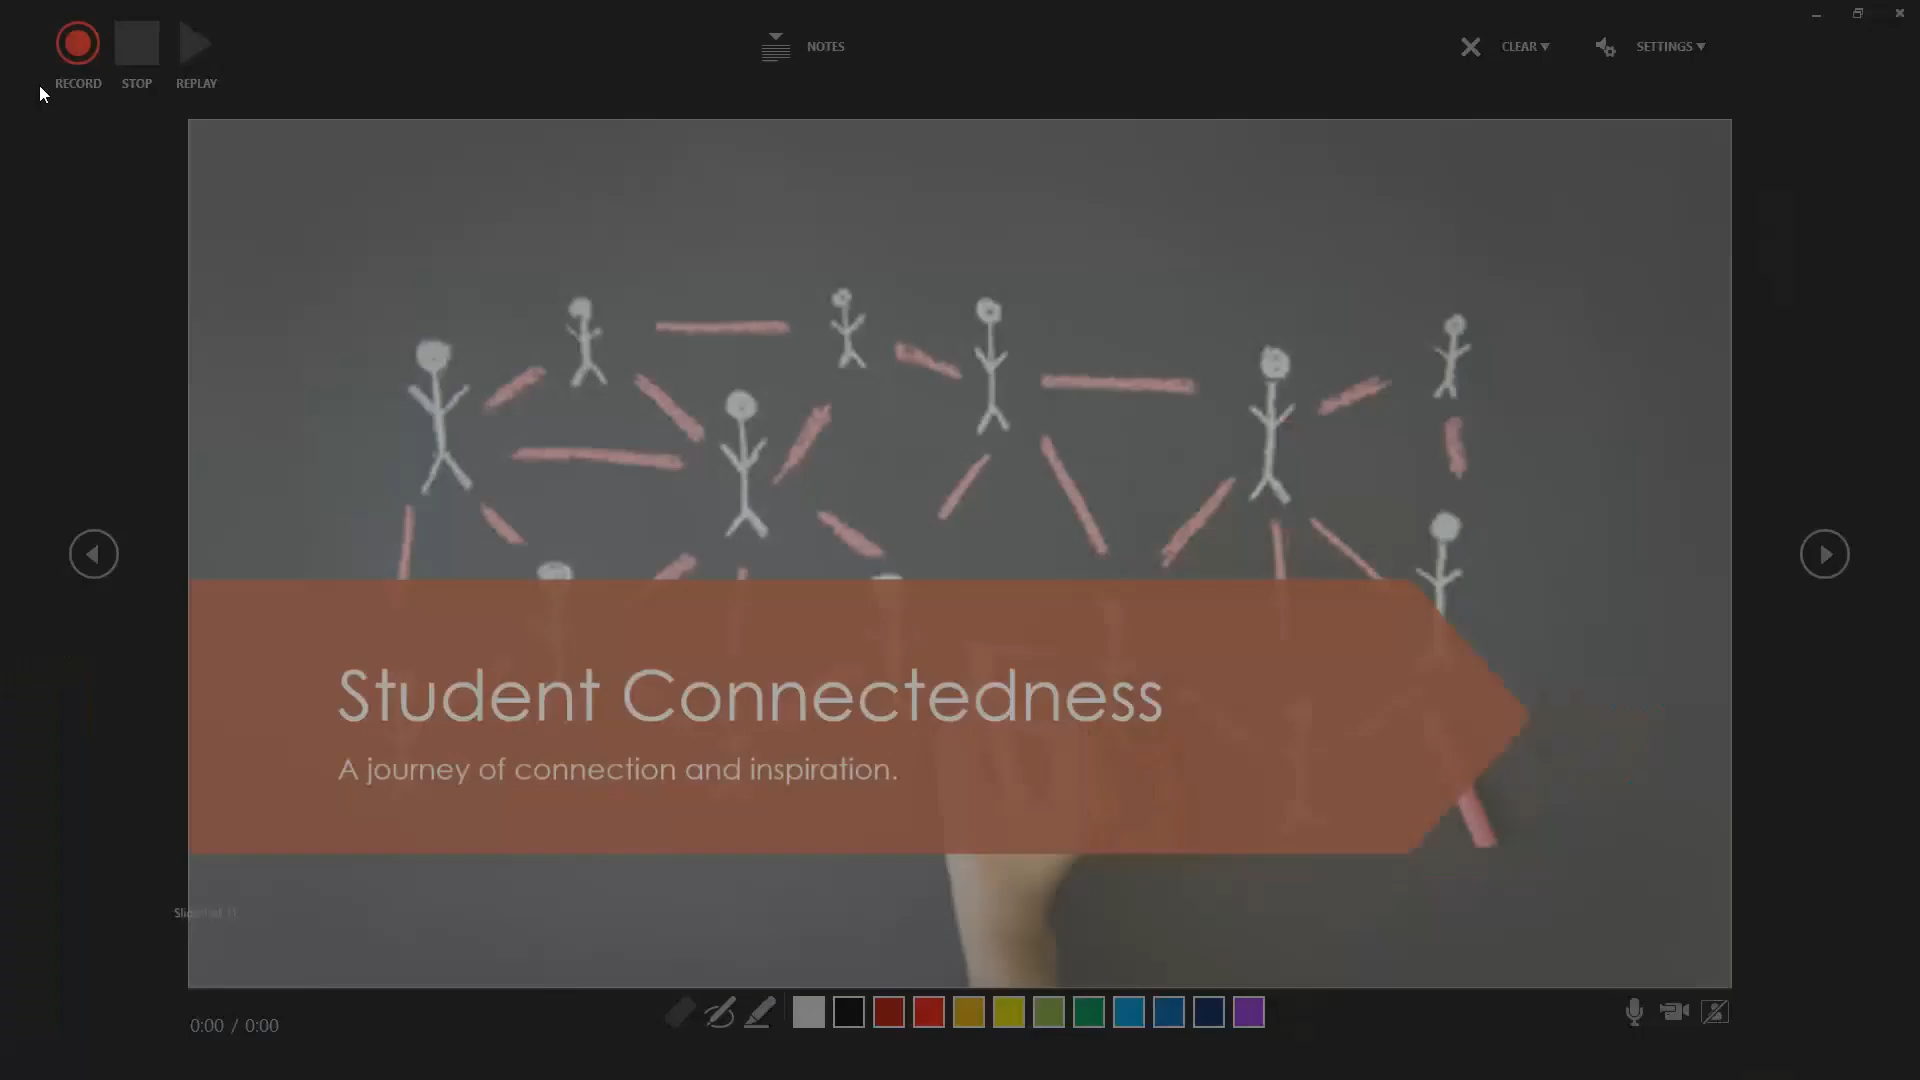 RECORD STOP REPLAY
NOTES
CLEAR
SETTINGS
Student Connectedness
A journey of connection and inspiration.
0:00 / 0:00